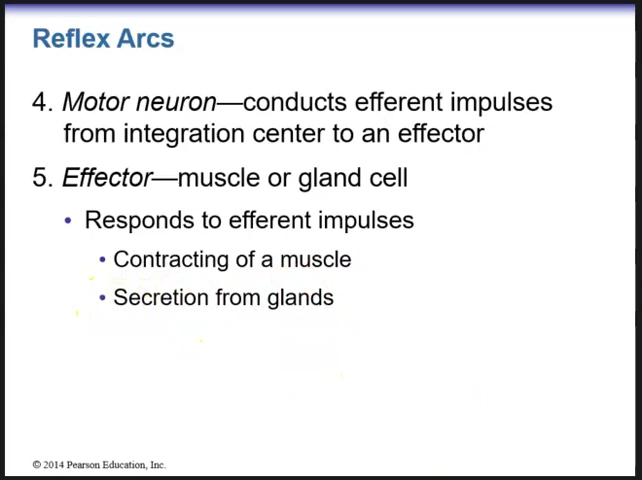 Reflex Arcs
4. Motor neuron—conducts efferent impulses
from integration center to an effector
5. Effector—muscle or gland cell
• Responds to efferent impulses
• Contracting of a muscle
• Secretion from glands
© 2014 Pearson Education, Inc.